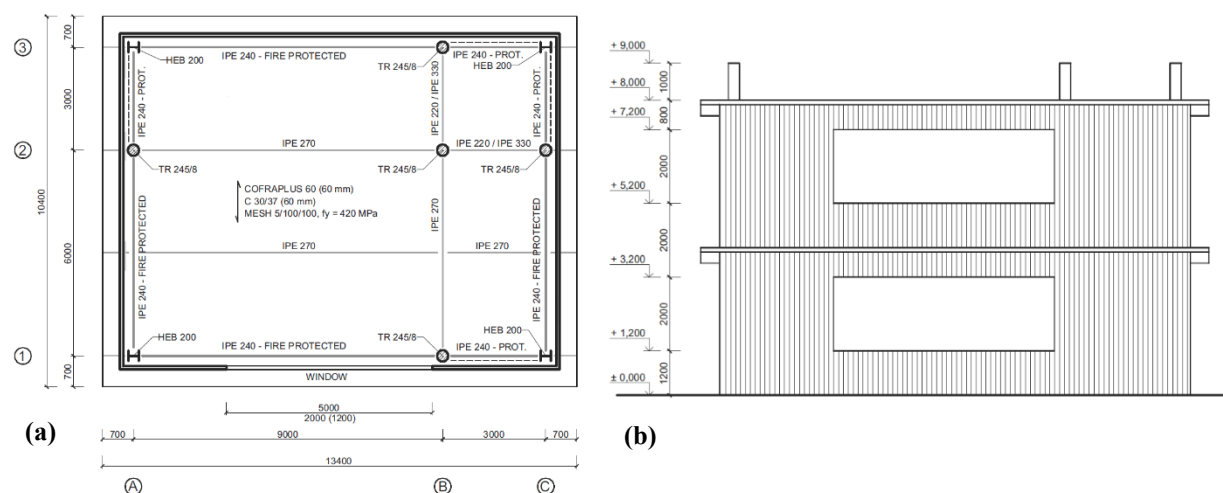 700
3
IPE 240 - FIRE PROTECTED
HEB 200
TR 245/8
IPE 240 - PROT.
HEB 200
IPE 240 - PROT.
IPE 220 / IPE 330
IPE 240 - PROT.
3000
2
IPE 270
IPE 220 / IPE 330
TR 245/8
TR 245/8
TR 245/8
10400
COFRAPLUS 60 (60 mm)
C 30/37 (60 mm)
MESH 5/100/100, fy = 420 MPa
IPE 270
6000
IPE 240 - FIRE PROTECTED
IPE 270
IPE 270
IPE 240 - FIRE PROTECTED
HEB 200
TR 245/8
HEB 200
1
IPE 240 - FIRE PROTECTED
IPE 240 - PROT.
700
WINDOW
5000
2000 (1200)
(a)
700
9000
3000
700
13400
A
B
C
+ 9,000
1000
+ 8,000
800
+ 7,200
2000
+ 5,200
2000
+ 3,200
2000
+ 1,200
1200
± 0,000
(b)